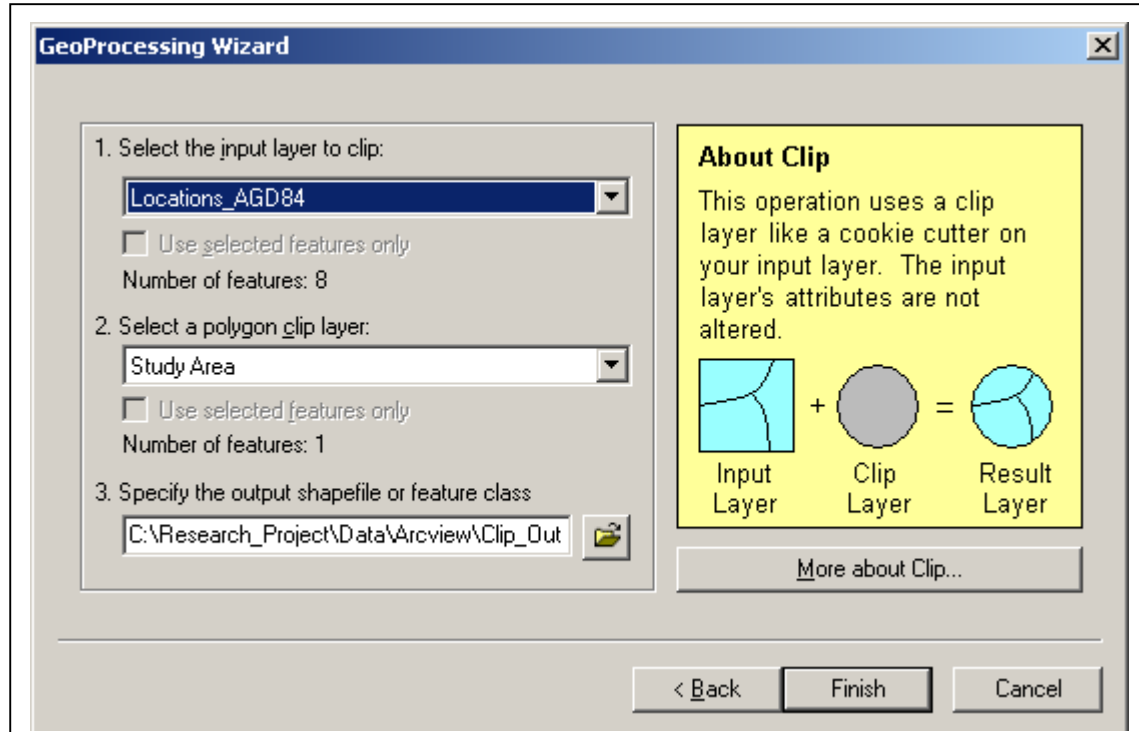 GeoProcessing Wizard
1. Select the input layer to clip:
Locations_AGD84
Use selected features only
Number of features: 8
2. Select a polygon clip layer:
Study Area
Use selected features only
Number of features: 1
3. Specify the output shapefile or feature class
C:\Research_Project\Data\Arcview\Clip_Out
About Clip
This operation uses a clip
layer like a cookie cutter on
your input layer. The input
layer's attributes are not
altered.
+ =
Input Clip Result
Layer Layer Layer
More about Clip...
< Back Finish Cancel